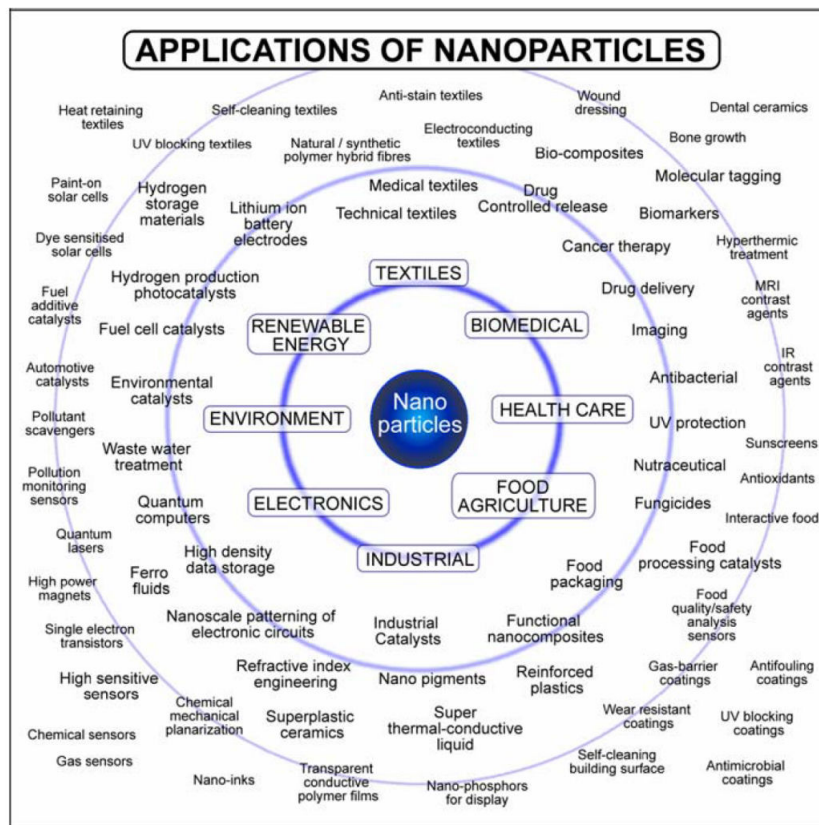 APPLICATIONS OF NANOPARTICLES
Anti-stain textiles
Wound
dressing
Heat retaining
textiles
Self-cleaning textiles
Dental ceramics
Electroconducting
textiles
Bone growth
UV blocking textiles
Natural / synthetic
polymer hybrid fibres
Bio-composites
Molecular tagging
Paint-on
solar cells
Hydrogen
storage
materials
Lithium ion
battery
electrodes
Medical textiles
Technical textiles
Drug
Controlled release
Biomarkers
Dye sensitised
solar cells
Cancer therapy
Hyperthermic
treatment
TEXTILES
Hydrogen production
photocatalysts
Drug delivery
MRI
contrast
agents
Fuel
additive
catalysts
Fuel cell catalysts
RENEWABLE
ENERGY
BIOMEDICAL
Imaging
IR
contrast
agents
Automotive
catalysts
Environmental
catalysts
Antibacterial
Nano
particles
ENVIRONMENT
HEALTH CARE
Pollutant
scavengers
UV protection
Sunscreens
Waste water
treatment
Nutraceutical
Antioxidants
Pollution
monitoring
sensors
Quantum
computers
ELECTRONICS
FOOD
AGRICULTURE
Fungicides
Interactive food
Quantum
lasers
High density
data storage
INDUSTRIAL
Food
processing catalysts
High power
magnets
Ferro
fluids
Food
packaging
Food
quality/safety
analysis
sensors
Single electron
transistors
Nanoscale patterning of
electronic circuits
Industrial
Catalysts
Functional
nanocomposites
High sensitive
sensors
Refractive index
engineering
Nano pigments
Reinforced
plastics
Gas-barrier
coatings
Antifouling
coatings
Chemical sensors
Chemical
mechanical
planarization
Superplastic
ceramics
Super
thermal-conductive
liquid
Wear resistant
coatings
UV blocking
coatings
Gas sensors
Self-cleaning
building surface
Antimicrobial
coatings
Nano-inks
Transparent
conductive
polymer films
Nano-phosphors
for display